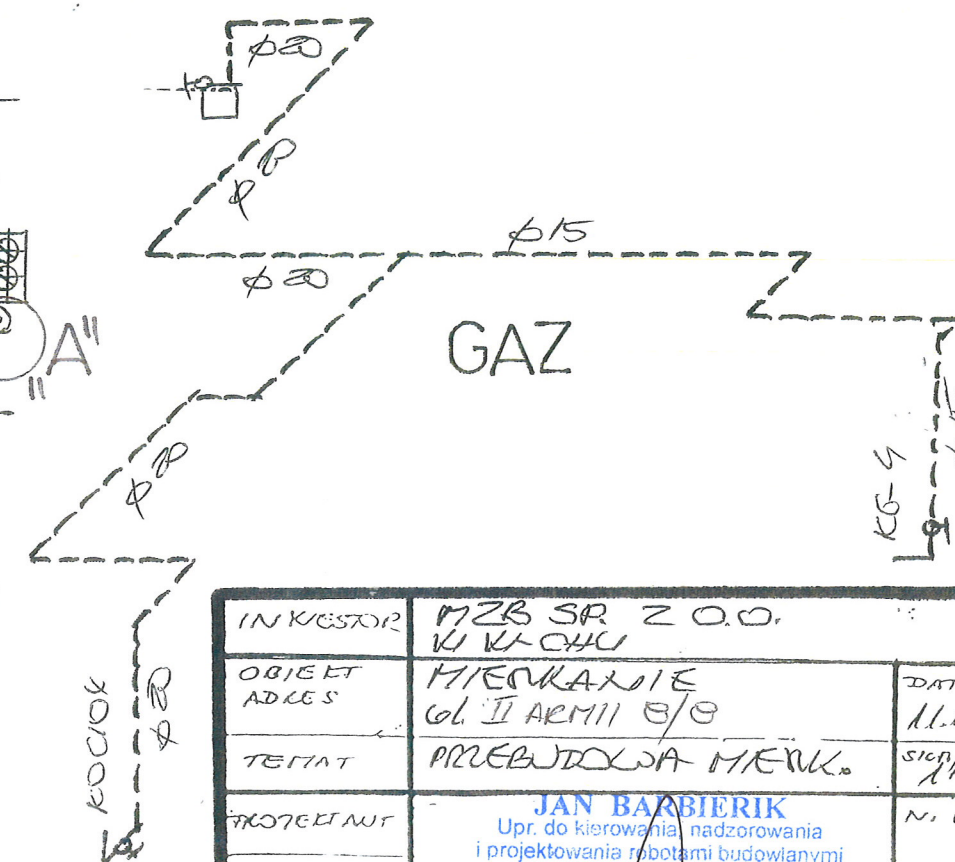 ϕ20
ϕ20
ϕ15
ϕ20
"A"
GAZ
ϕ20
KG-4
KOCIOŁ
ϕ20
INWESTOR
MZB SP. Z O.O.
OBIEKT
ADRES
MIESZKANIE
ul. II ARMII 8/8
TEMAT
PRZEBUDOWA MIESZK.
PROJEKTANT
JAN BARBIERIK
Upr. do kierowania, nadzorowania
i projektowania robotami budowlanymi